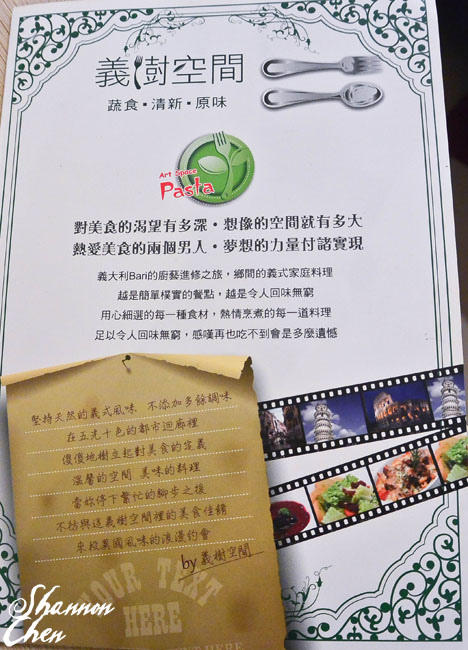 義樹空間
蔬食▪清新▪原味
Art Space
Pasta
對美食的渴望有多深・想像的空間就有多大
熱愛美食的兩個男人・夢想的力量付諸實現
義大利Bari的廚藝進修之旅，鄉間的義式家庭料理
越是簡單樸實的餐點，越是令人回味無窮
用心細選的每一種食材，熱情烹煮的每一道料理
足以令人回味無窮，感嘆再也吃不到會是多麼遺憾
堅持天然的義式風味 不添加多餘調味
在五光十色的都市迴廊裡
慢慢地樹立起對美食的定義
溫馨的空間 美味的料理
當妳停下繁忙的腳步之後
不妨與這義樹空間裡的美食佳餚
來段異國風味的浪漫約會
by 義樹空間
YOUR TEXT
HERE
TEXT HERE
Shannon
Chen